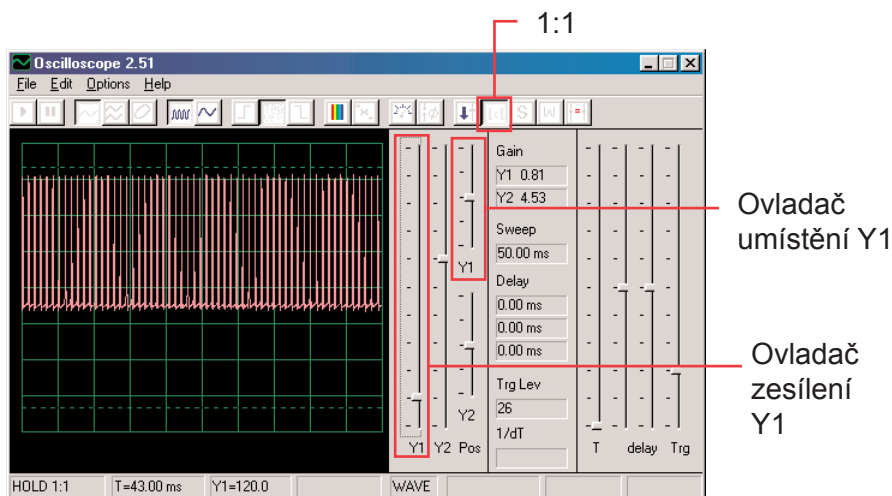 1:1
Oscilloscope 2.51
File Edit Options Help
Gain
Y1 0.81
Y2 4.53
Sweep
50.00 ms
Delay
0.00 ms
0.00 ms
0.00 ms
Trg Lev
26
1/dT
Y1
Y2
Y1 Y2 Pos
T delay Trg
HOLD 1:1 T=43.00 ms Y1=120.0 WAVE
Ovladač
umístění Y1
Ovladač
zesílení
Y1